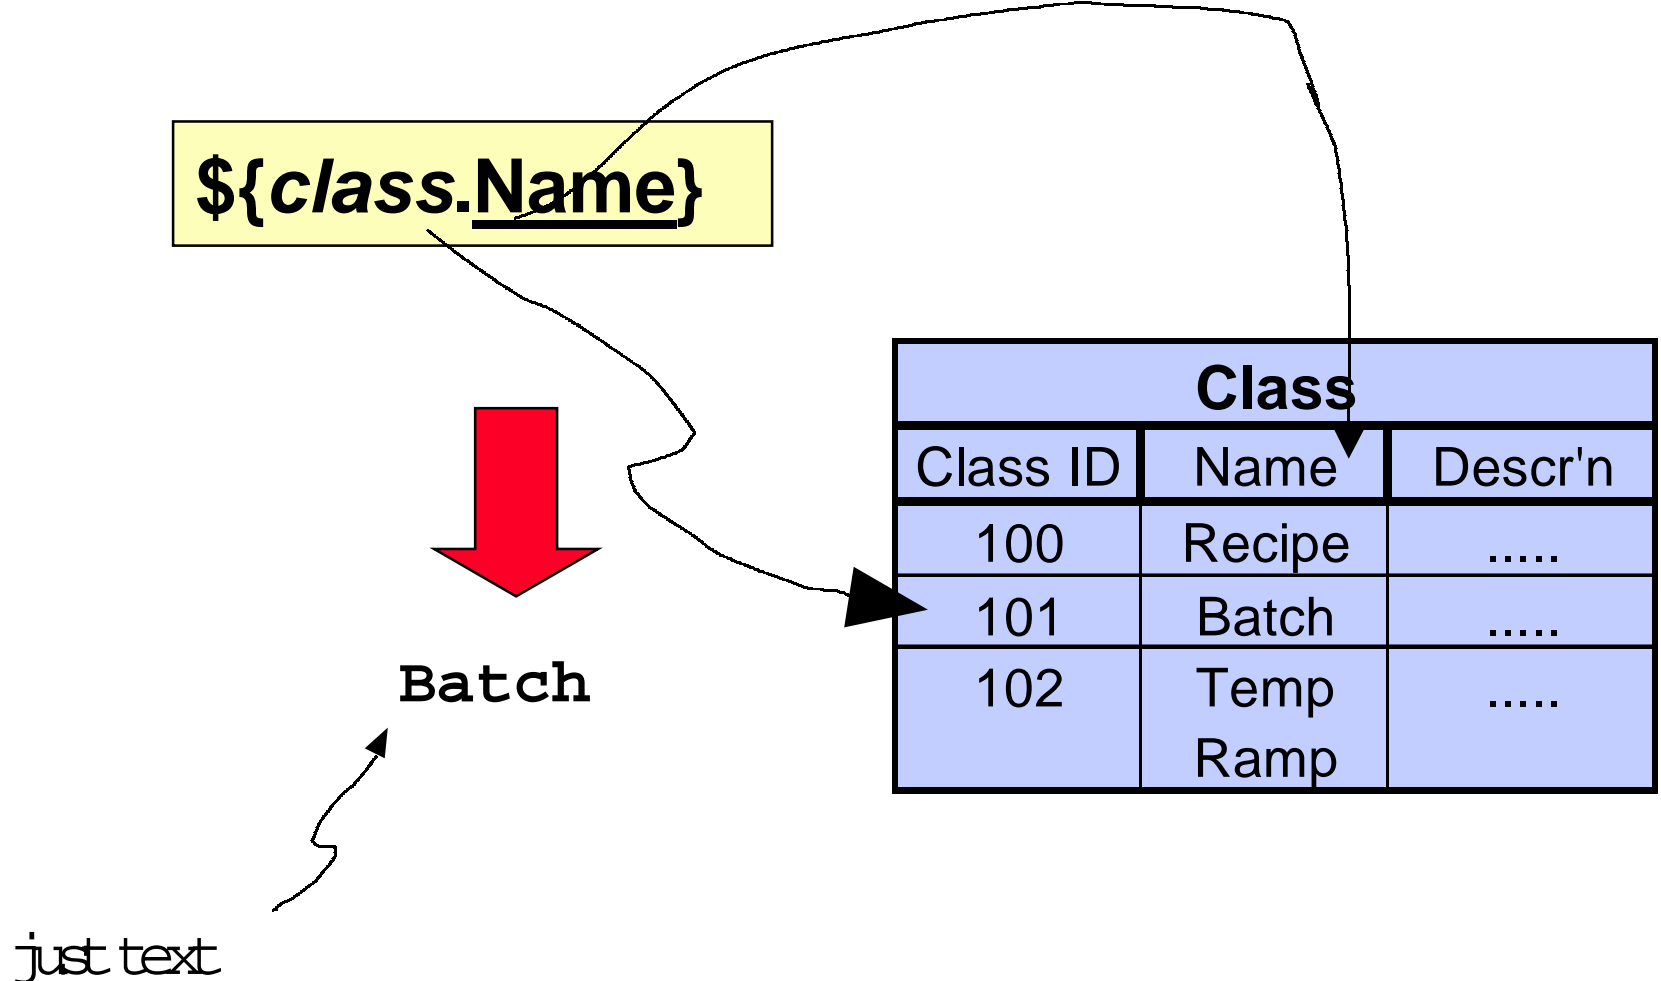 ${class.Name}
Class
Class ID Name Descr'n
100 Recipe .....
101 Batch .....
102 Temp .....
Ramp
Batch
just text